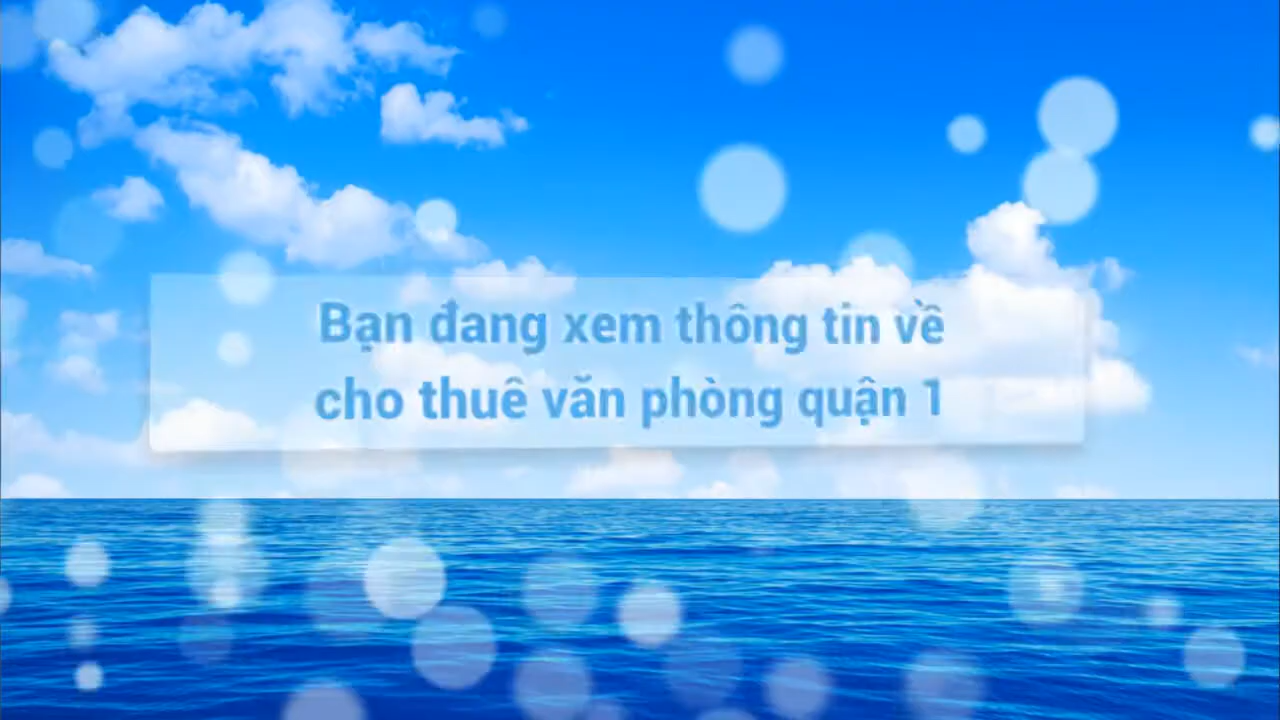 Bạn đang xem thông tin về
cho thuê văn phòng quận 1